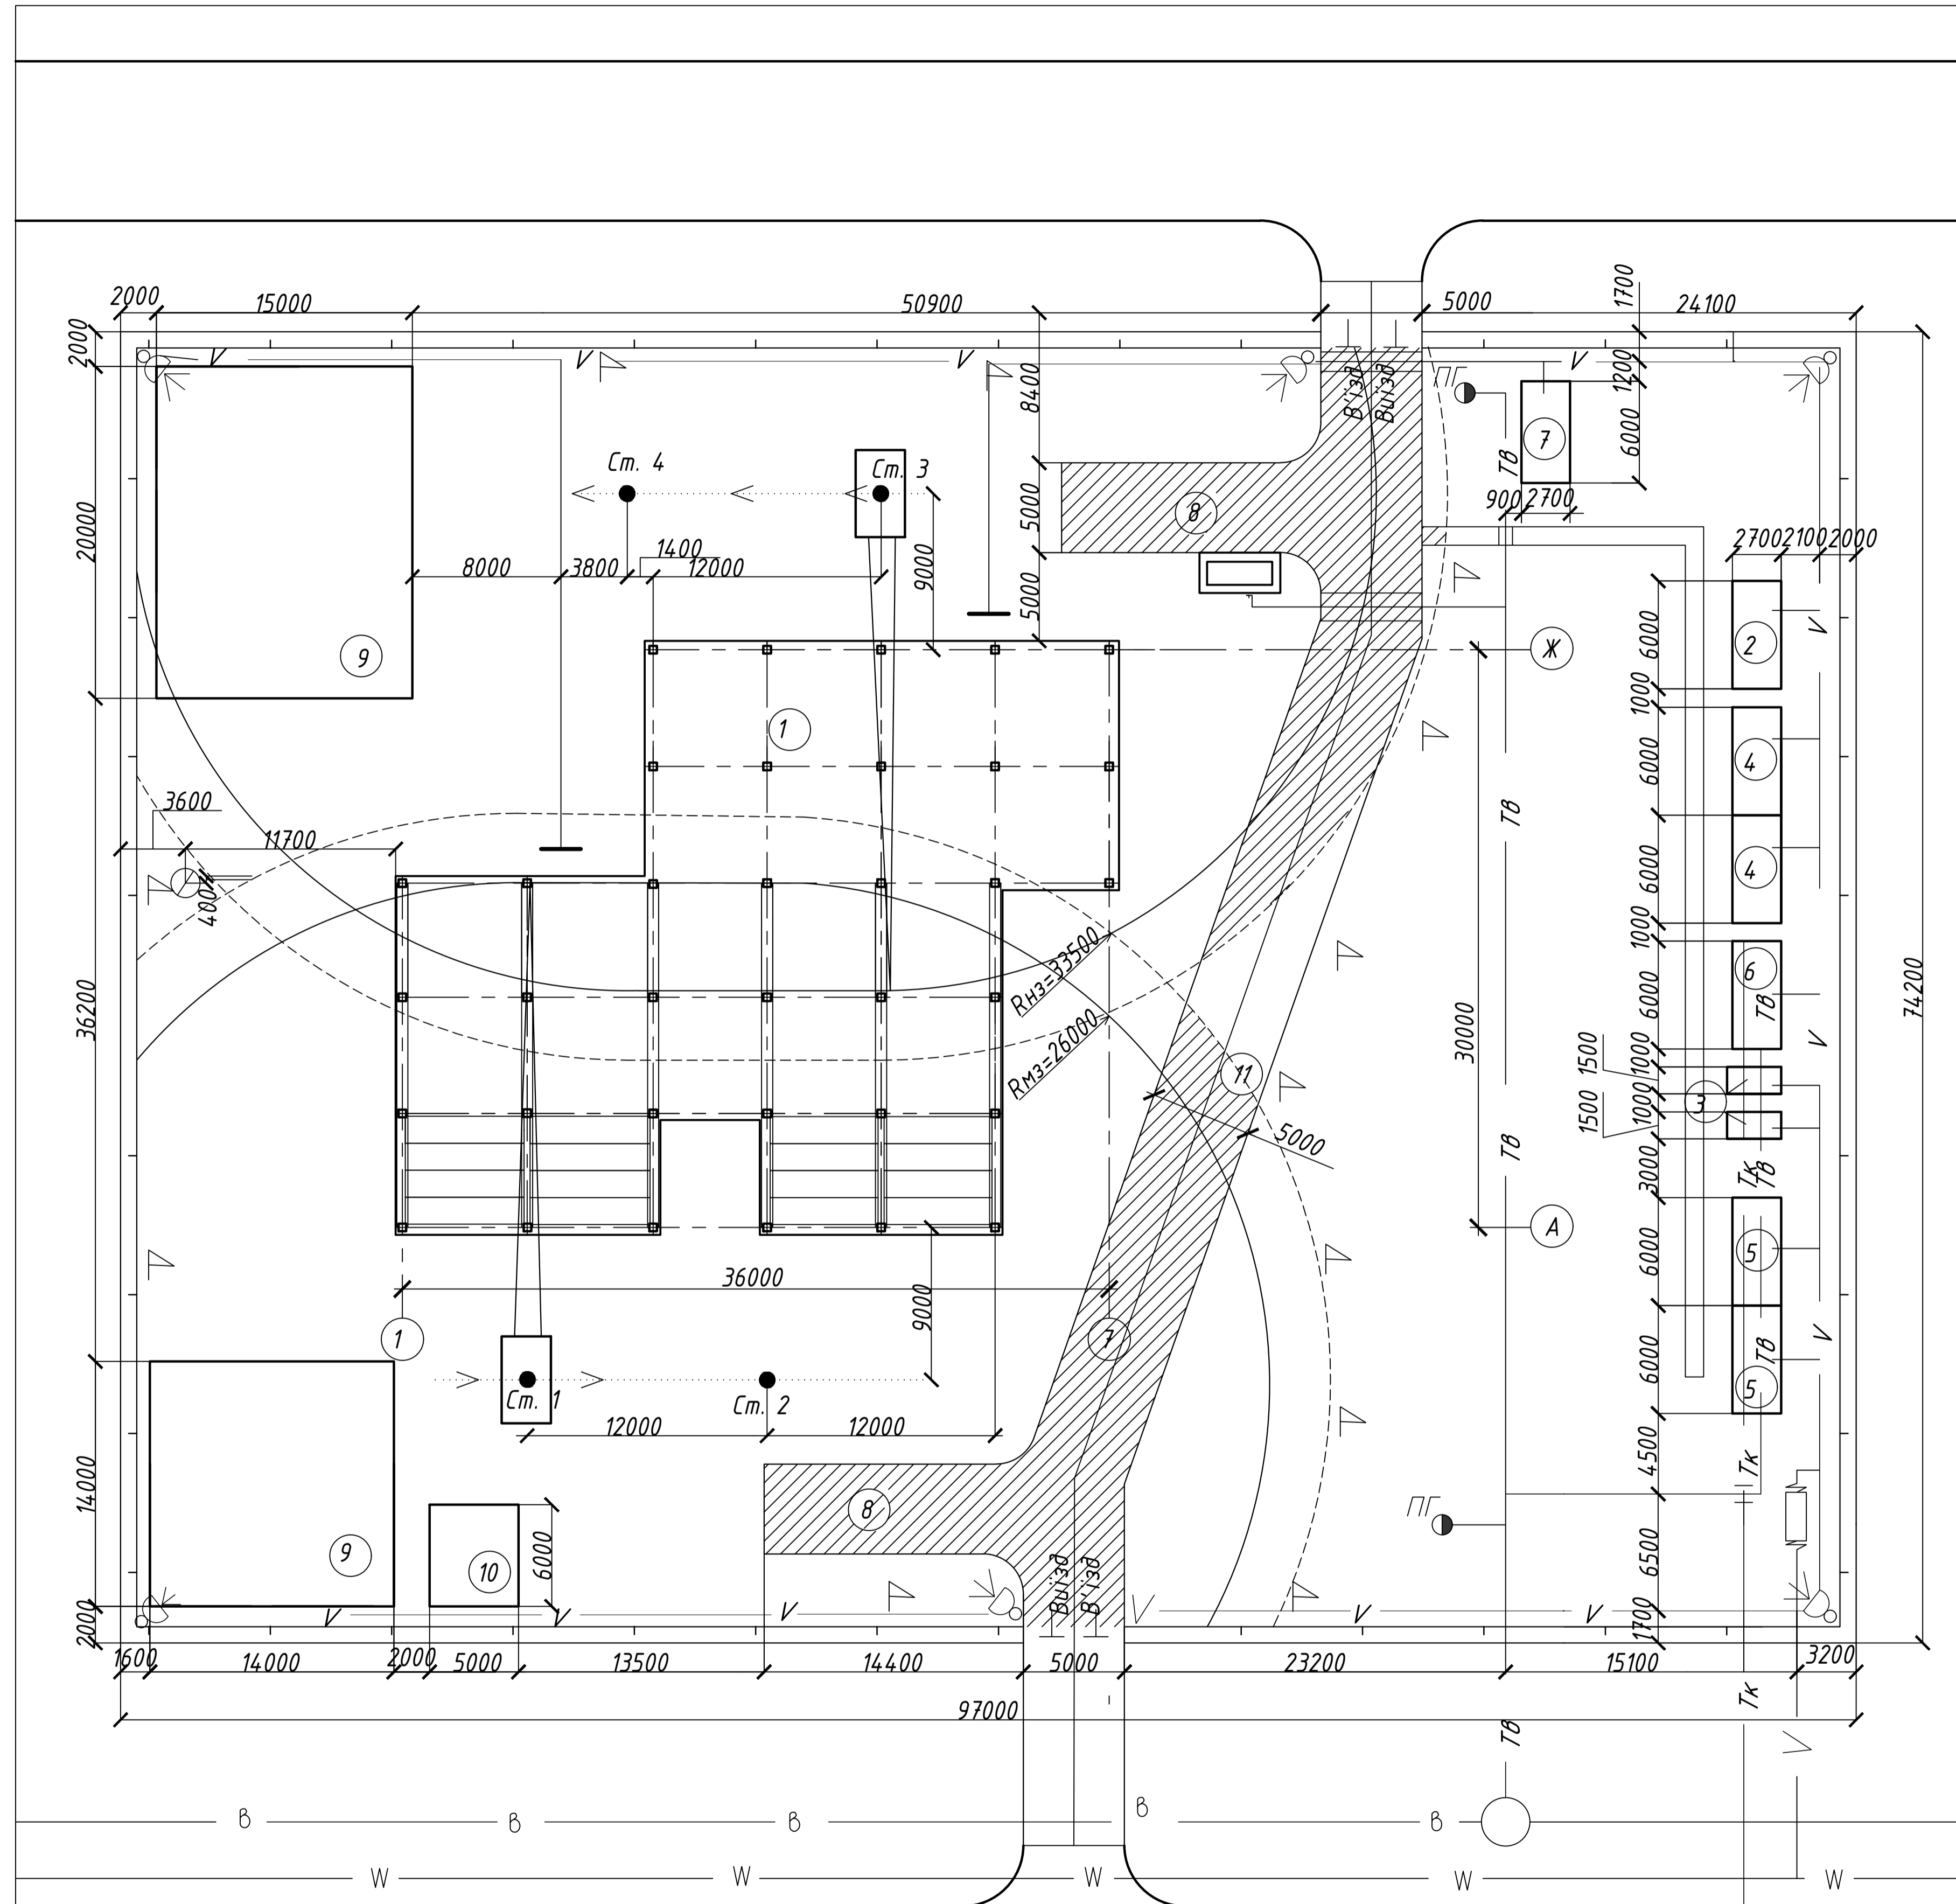 2000 15000 50900 5000 24100
1700
2000
V V V V
8400
В'їзд
Виїзд
ПГ
1200
7
6000
Ст. 4
Ст. 3
Тв
20000
5000
8
900 2700
8000 3800 1400 12000
9000
5000
2700 2100 2000
9
Ж
6000
2
V
1
1000
6000
4
3600
11700
Тв
4000
6000
4
1000
Rнз=33500
6
6000
Тв
36200
74200
Rмз=26000
30000
V
11
1500
1000
3
1500
1000
5000
Тв
3000
Тк
Тв
А
6000
5
36000
9000
1
7
6000
Тв
V
5
Ст. 1
Ст. 2
12000 12000
4500
Тк
14000
8
ПГ
6000
9
10
6500
Виїзд
В'їзд
2000
V V V V V V
1700
1600 14000 2000 5000 13500 14400 5000 23200 15100 3200
97000
Тк
Тв
V
В В В В В
W W W W W